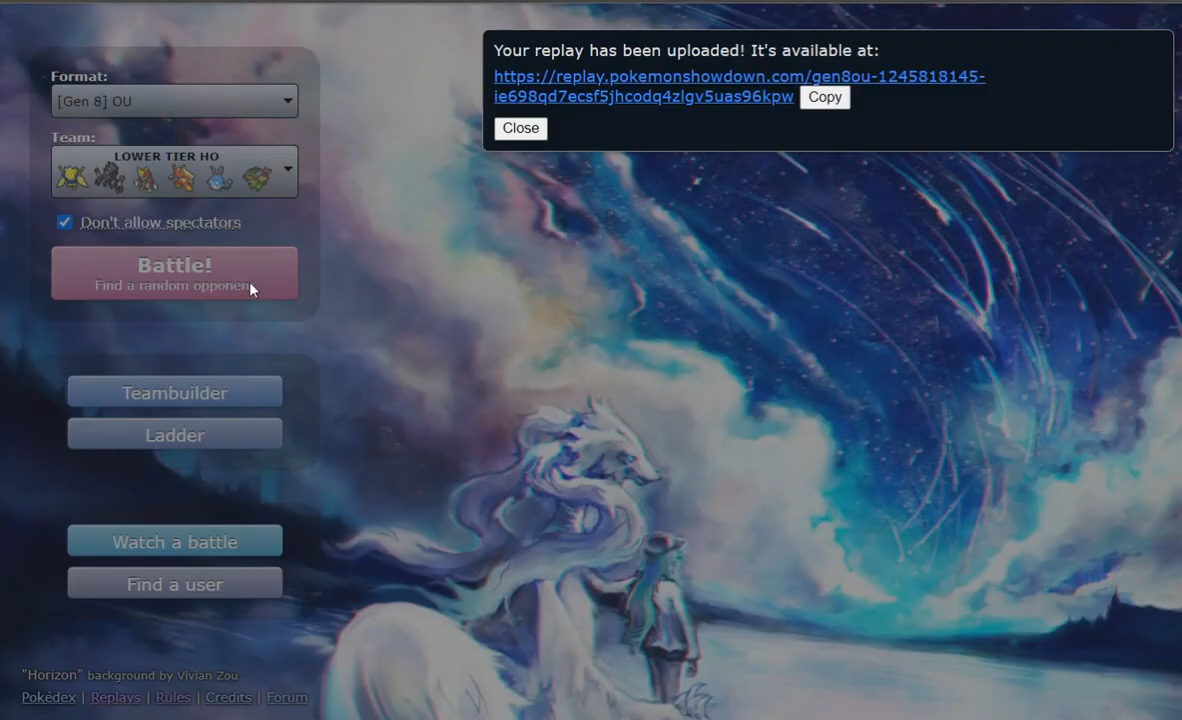 Your replay has been uploaded! It's available at:
https://replay.pokemonshowdown.com/gen8ou-1245818145-
ie698qd7ecsf5jhcodq4zlgv5uas96kpw Copy
Close
Format:
[Gen 8] OU
Team:
LOWER TIER HO
Don't allow spectators
Battle!
Find a random opponent
Teambuilder
Ladder
Watch a battle
Find a user
"Horizon" background by Vivian Zou
Pokédex | Replays | Rules | Credits | Forum